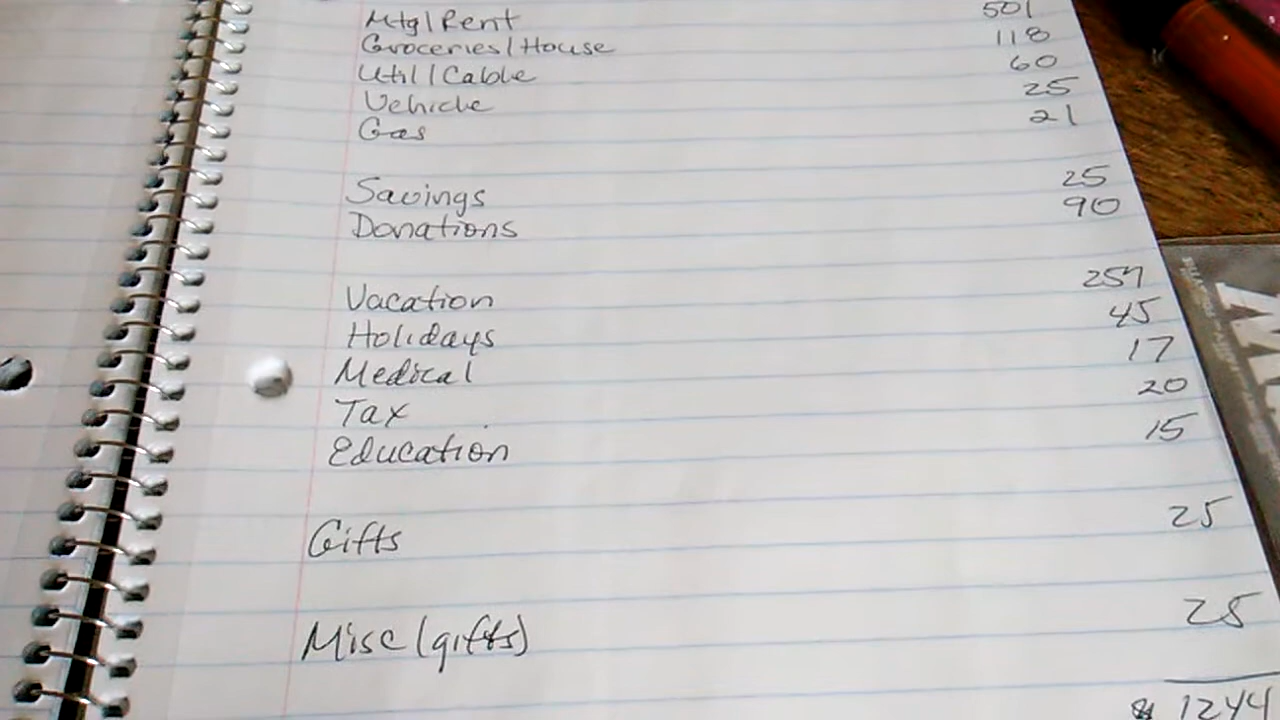 Mtg/Rent 501
Groceries/House 118
Util/Cable 60
Vehicle 25
Gas 21
Savings 25
Donations 90
Vacation 257
Holidays 45
Medical 17
Tax 20
Education 15
Gifts 25
Misc (gifts) 25
$ 1244